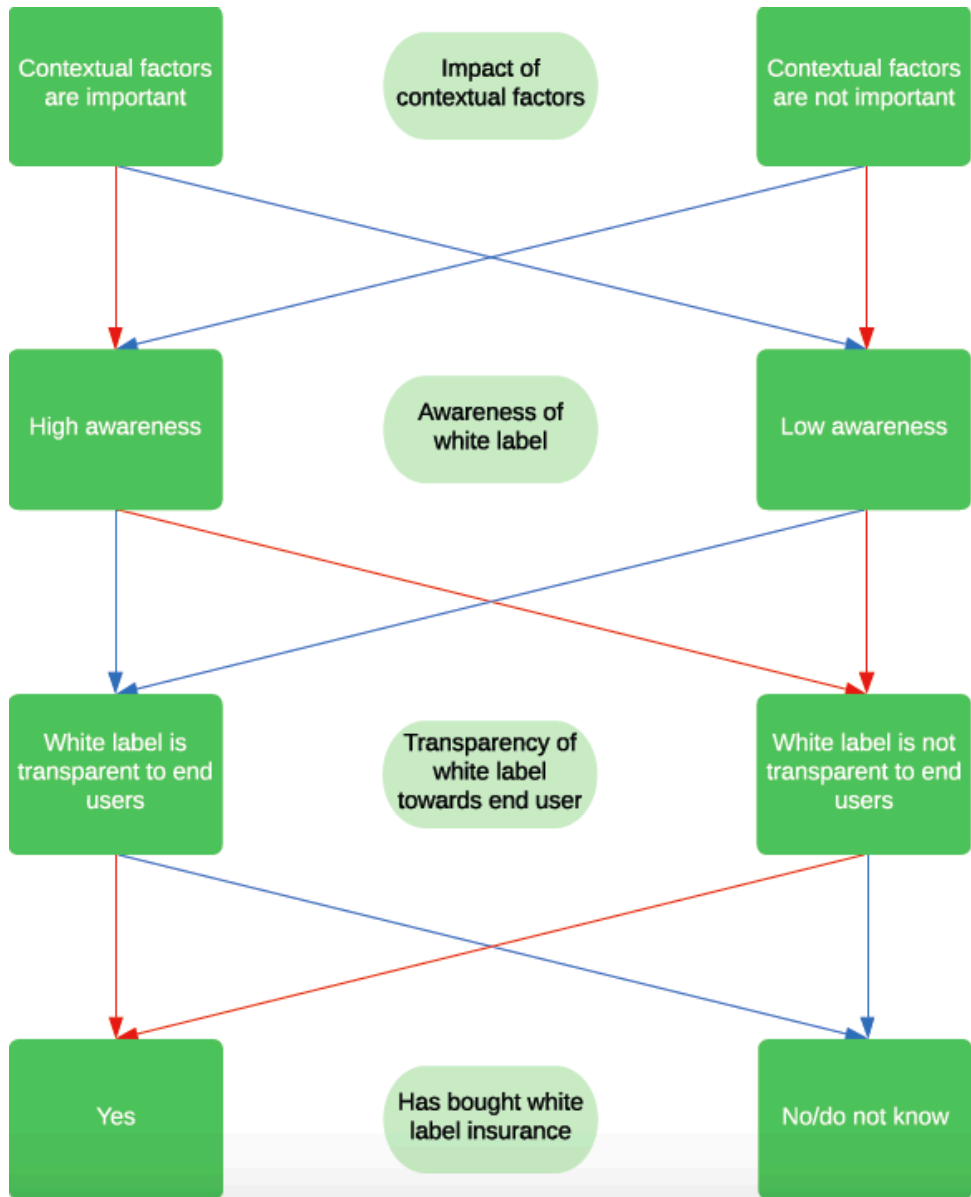 Contextual factors
are important
Impact of
contextual factors
Contextual factors
are not important
High awareness
Awareness of
white label
Low awareness
White label is
transparent to end
users
Transparency of
white label
towards end user
White label is not
transparent to end
users
Yes
Has bought white
label insurance
No/do not know